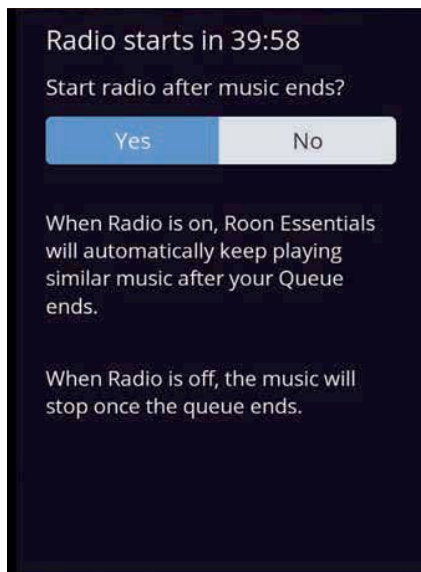 Radio starts in 39:58
Start radio after music ends?
Yes No
When Radio is on, Roon Essentials
will automatically keep playing
similar music after your Queue
ends.
When Radio is off, the music will
stop once the queue ends.